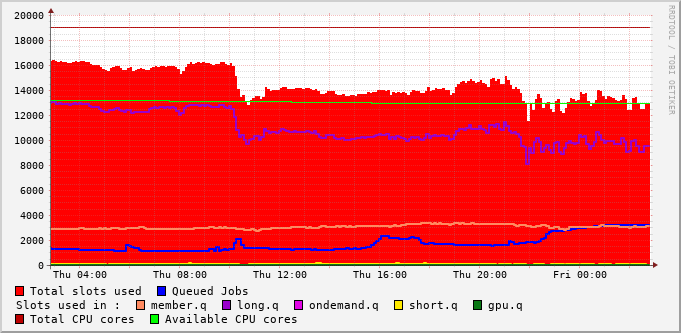 20000
18000
16000
14000
12000
10000
8000
6000
4000
2000
0
Thu 04:00 Thu 08:00 Thu 12:00 Thu 16:00 Thu 20:00 Fri 00:00
RRDTOOL / TOBI OETIKER
Total slots used Queued Jobs
Slots used in : member.q long.q ondemand.q short.q gpu.q
Total CPU cores Available CPU cores